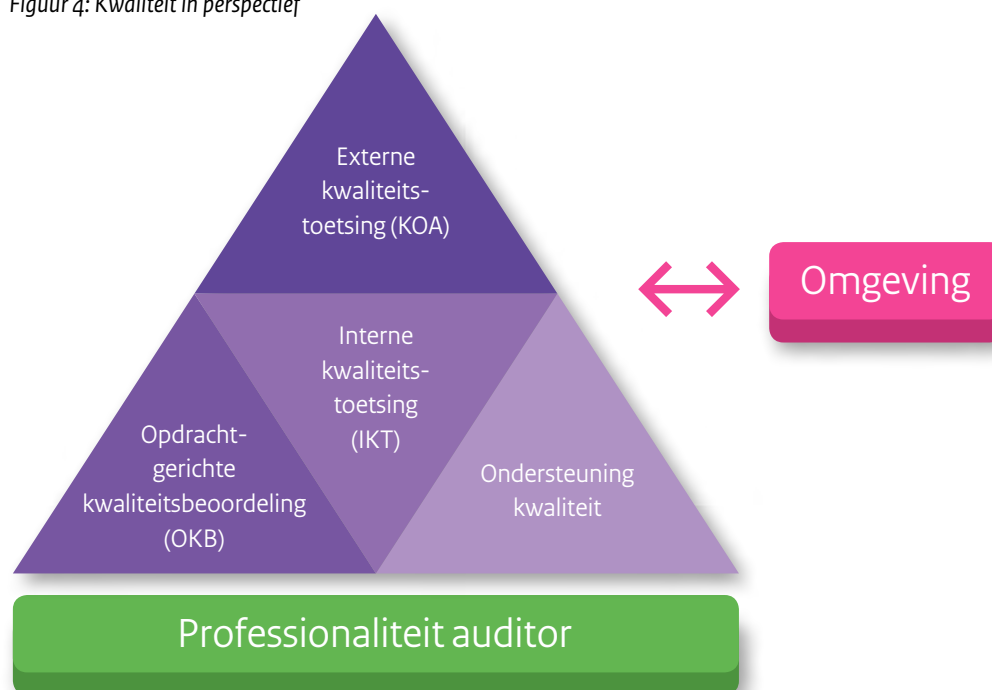 Figuur 4: Kwaliteit in perspectief
Externe
kwaliteits-
toetsing (KOA)
Omgeving
Interne
kwaliteits-
toetsing
(IKT)
Opdracht-
gerichte
kwaliteitsbeoordeling
(OKB)
Ondersteuning
kwaliteit
Professionaliteit auditor